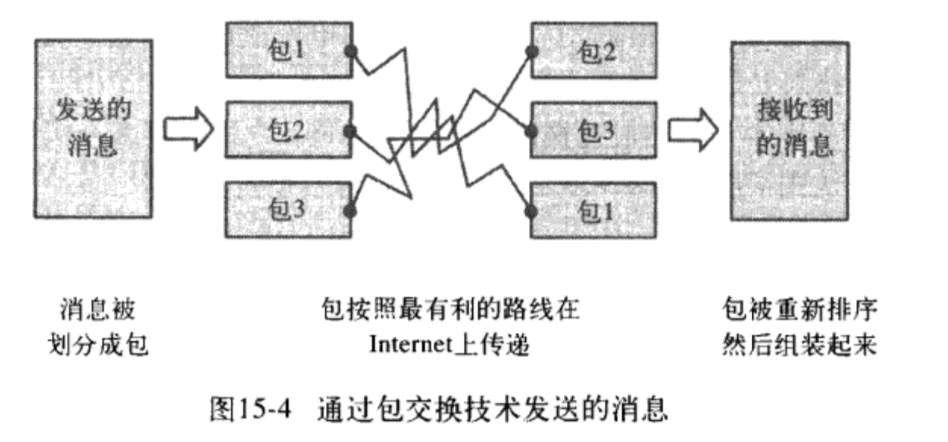 发送的
消息
包1
包2
包3
包2
包3
包1
接收到
的消息
消息被
划分成包
包按照最有利的路线在
Internet上传递
包被重新排序
然后组装起来
图15-4 通过包交换技术发送的消息